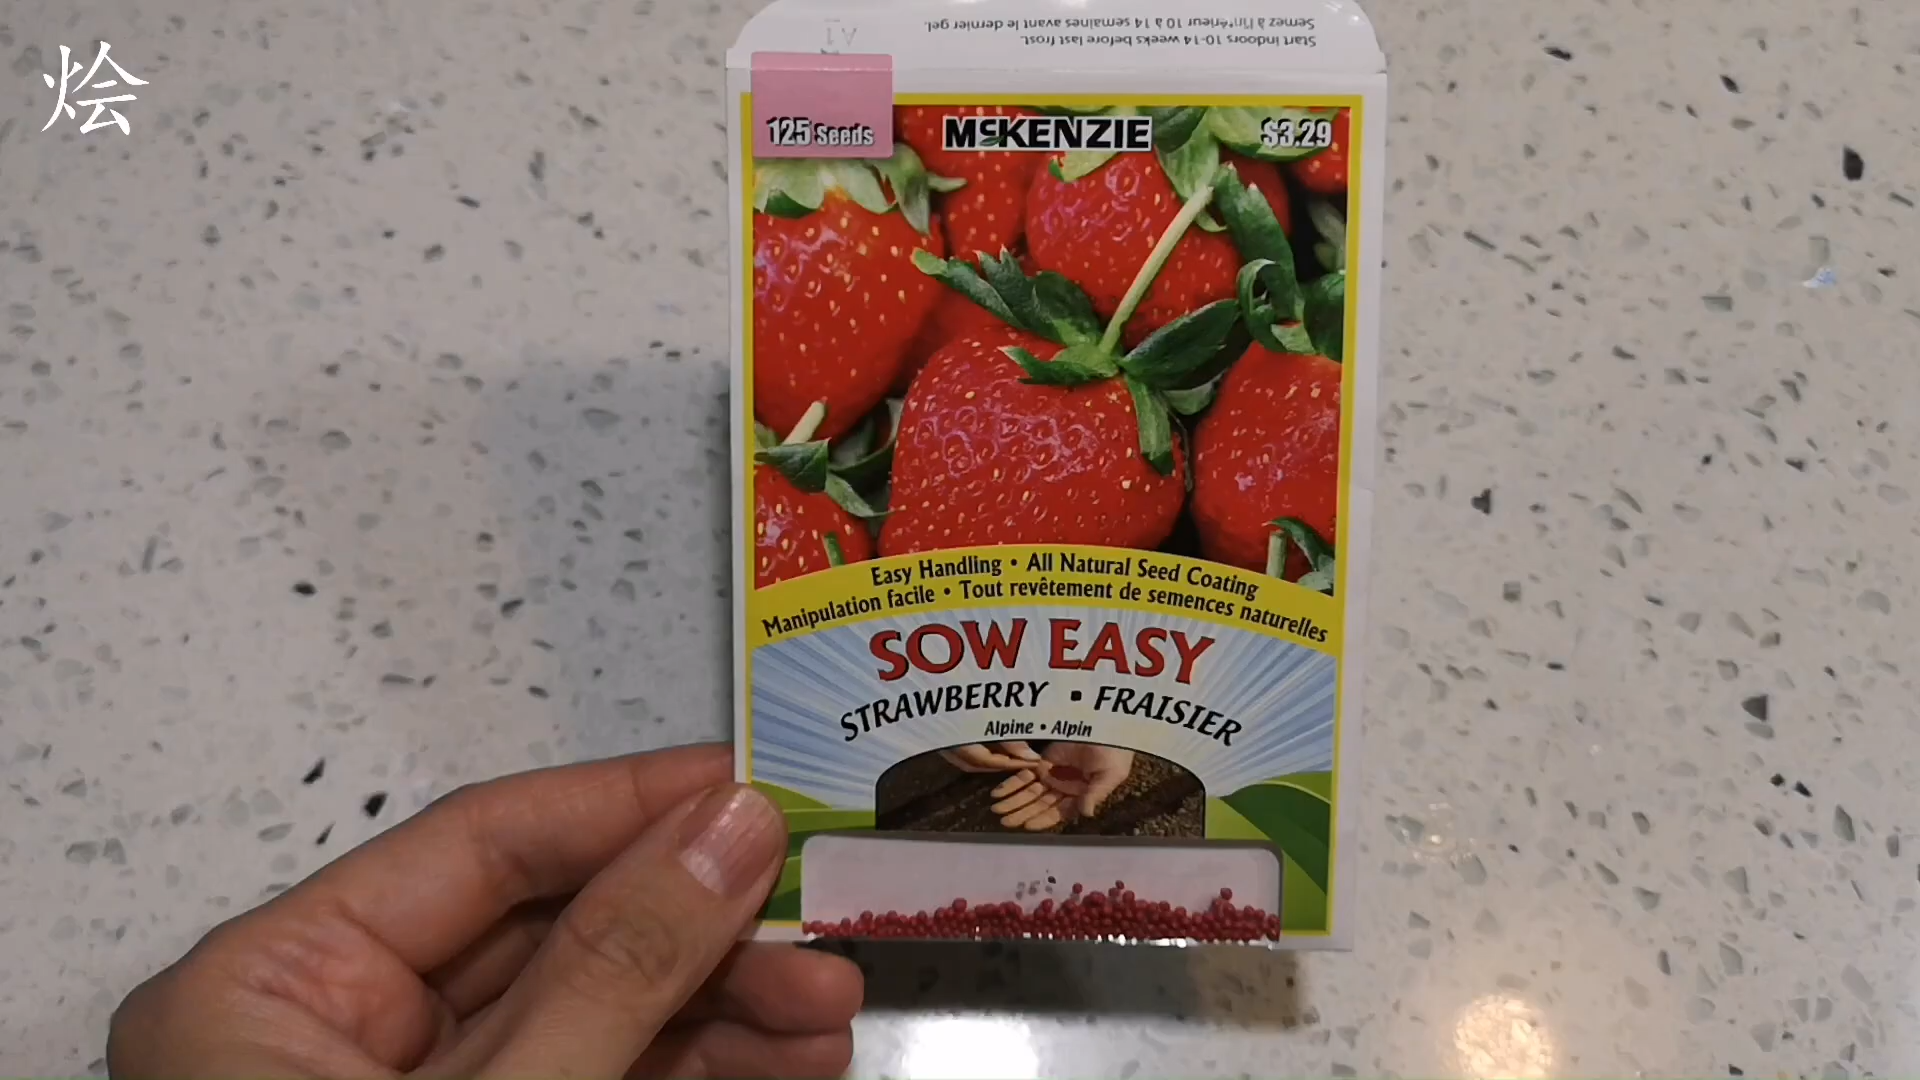 烩
Start indoors 10-14 weeks before last frost.
Semez à l'intérieur 10 à 14 semaines avant le dernier gel.
A1
125 Seeds
McKENZIE
$3.29
Easy Handling • All Natural Seed Coating
Manipulation facile • Tout revêtement de semences naturelles
SOW EASY
STRAWBERRY • FRAISIER
Alpine • Alpin